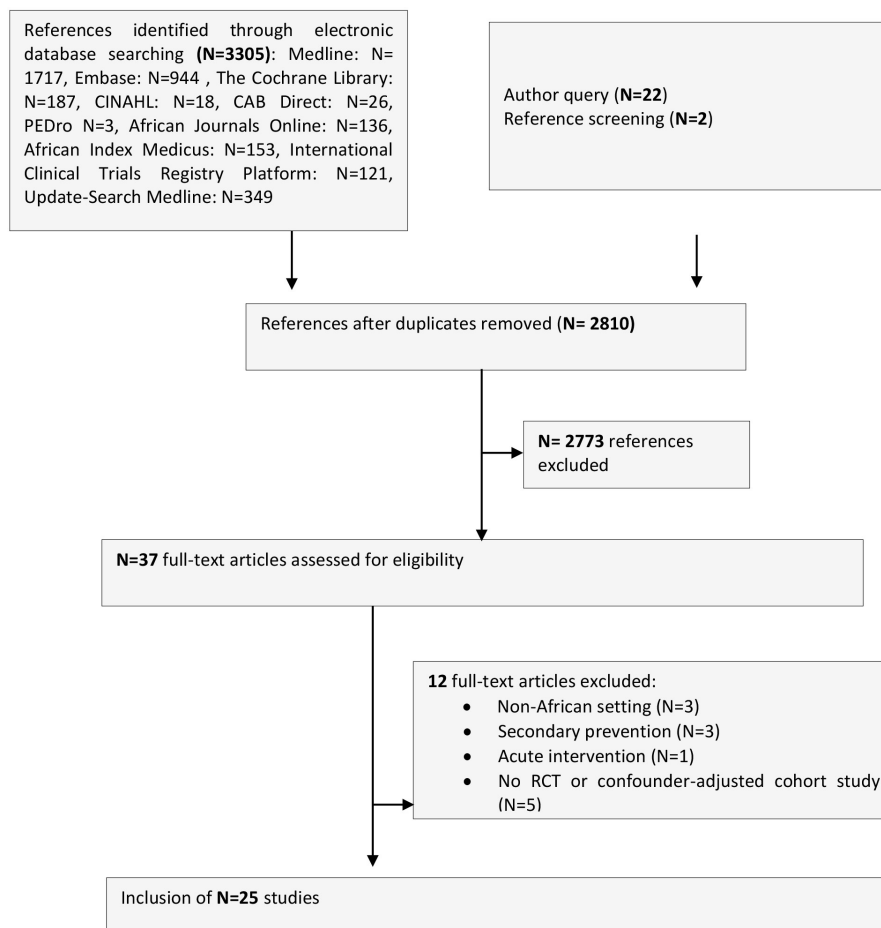 References identified through electronic
database searching (N=3305): Medline: N=
1717, Embase: N=944 , The Cochrane Library:
N=187, CINAHL: N=18, CAB Direct: N=26,
PEDro N=3, African Journals Online: N=136,
African Index Medicus: N=153, International
Clinical Trials Registry Platform: N=121,
Update-Search Medline: N=349
Author query (N=22)
Reference screening (N=2)
References after duplicates removed (N= 2810)
N= 2773 references
excluded
N=37 full-text articles assessed for eligibility
12 full-text articles excluded:
• Non-African setting (N=3)
• Secondary prevention (N=3)
• Acute intervention (N=1)
• No RCT or confounder-adjusted cohort study
(N=5)
Inclusion of N=25 studies